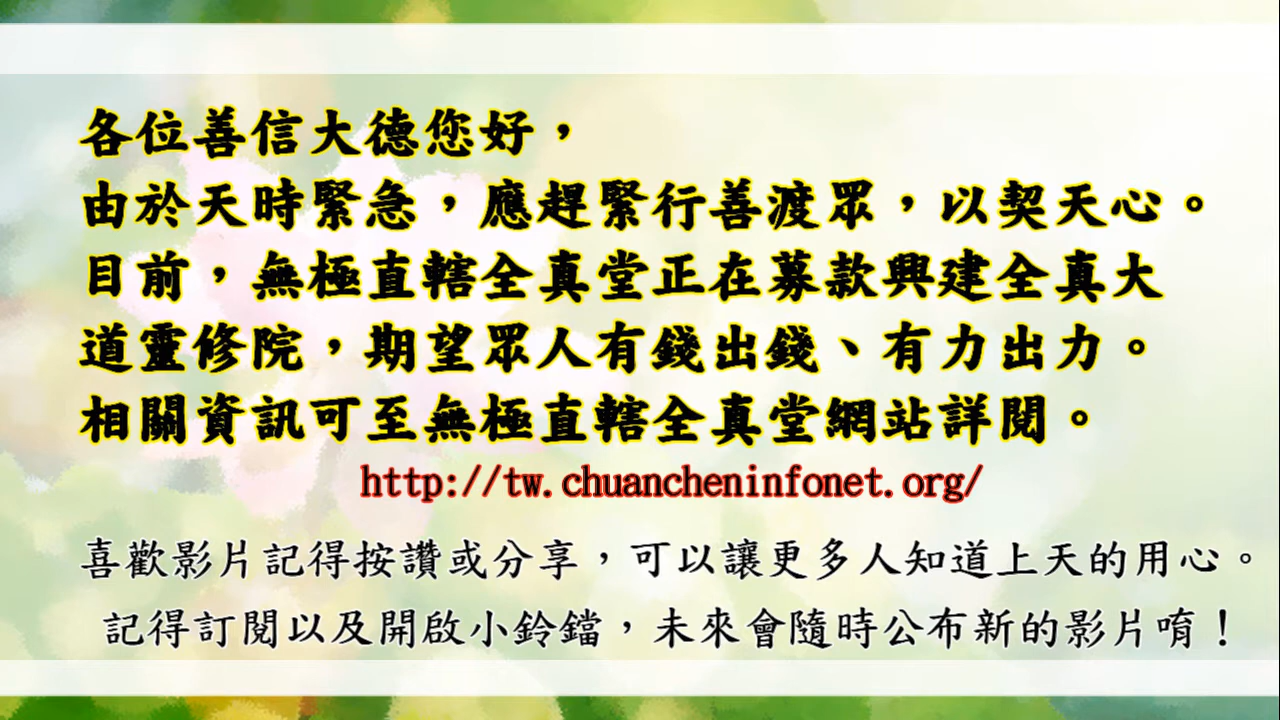 各位善信大德您好，
由於天時緊急，應趕緊行善渡眾，以契天心。
目前，無極直轄全真堂正在募款興建全真大
道靈修院，期望眾人有錢出錢、有力出力。
相關資訊可至無極直轄全真堂網站詳閱。
http://tw.chuancheninfonet.org/
喜歡影片記得按讚或分享，可以讓更多人知道上天的用心。
記得訂閱以及開啟小鈴鐺，未來會隨時公布新的影片唷！